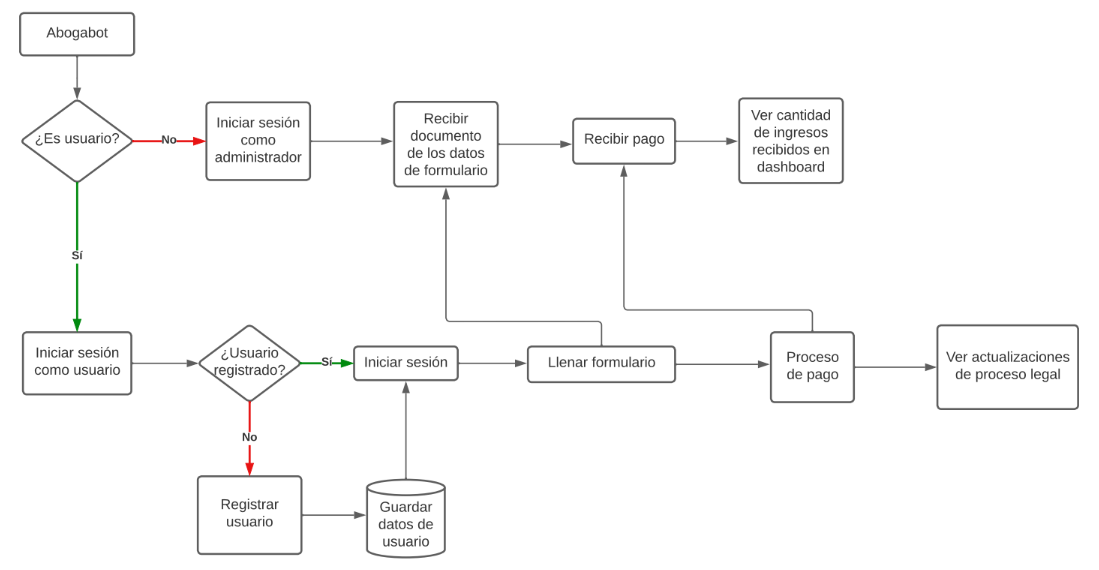 Abogabot
¿Es usuario?
No
Iniciar sesión
como
administrador
Recibir
documento
de los datos
de formulario
Recibir pago
Ver cantidad
de ingresos
recibidos en
dashboard
Sí
Iniciar sesión
como usuario
¿Usuario
registrado?
Sí
Iniciar sesión
Llenar formulario
Proceso
de pago
Ver actualizaciones
de proceso legal
No
Registrar
usuario
Guardar
datos de
usuario